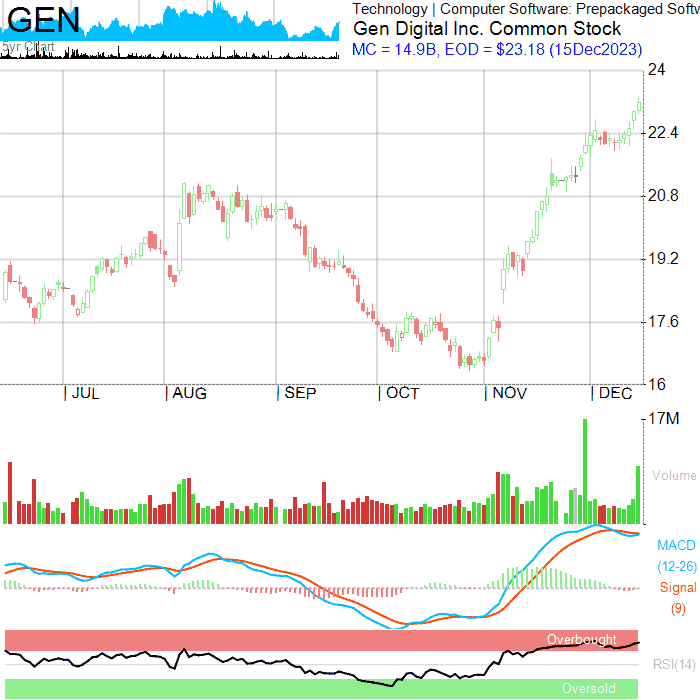 GEN
5yr Chart
Technology | Computer Software: Prepackaged Softw
Gen Digital Inc. Common Stock
MC = 14.9B, EOD = $23.18 (15Dec2023)
24
22.4
20.8
19.2
17.6
16
JUL AUG SEP OCT NOV DEC
17M
Volume
MACD
(12-26)
Signal
(9)
Overbought
RSI(14)
Oversold